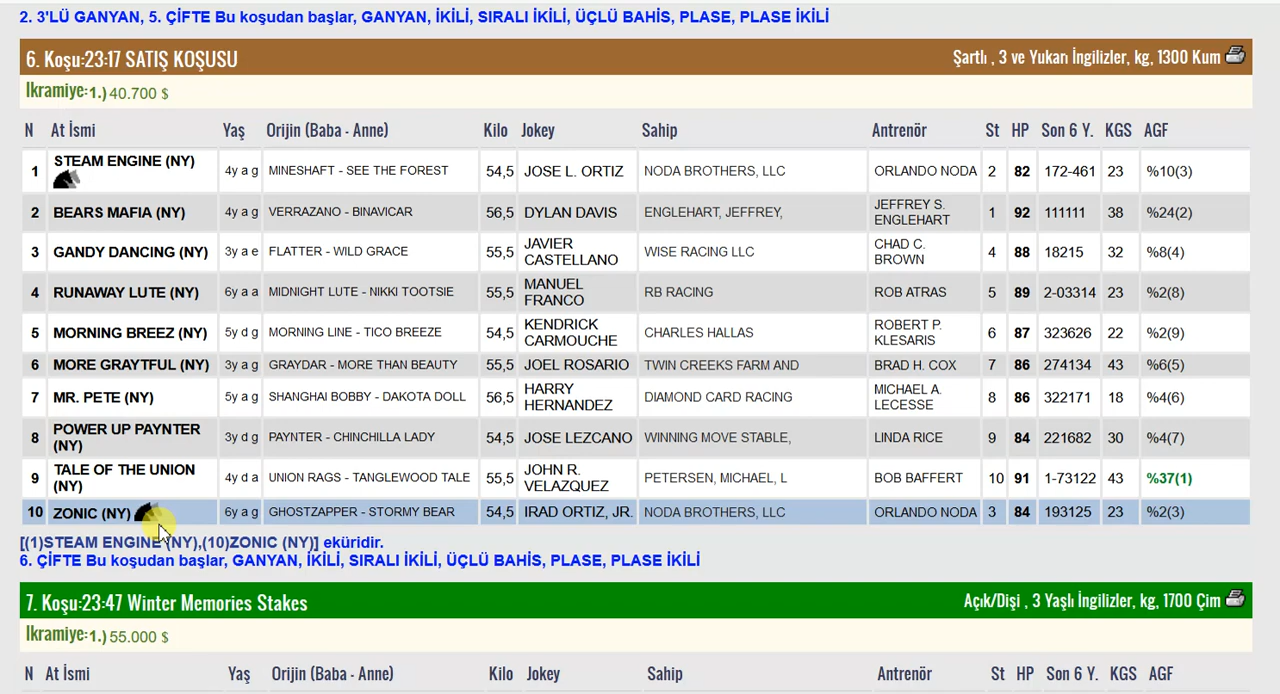 2. 3'LÜ GANYAN, 5. ÇİFTE Bu koşudan başlar, GANYAN, İKİLİ, SIRALI İKİLİ, ÜÇLÜ BAHİS, PLASE, PLASE İKİLİ
6. Koşu:23:17 SATIŞ KOŞUSU Şartlı , 3 ve Yukarı İngilizler, kg, 1300 Kum
İkramiye:1.) 40.700 $
N At İsmi Yaş Orijin (Baba - Anne) Kilo Jokey Sahip Antrenör St HP Son 6 Y. KGS AGF
1 STEAM ENGINE (NY) 4y a g MINESHAFT - SEE THE FOREST 54,5 JOSE L. ORTIZ NODA BROTHERS, LLC ORLANDO NODA 2 82 172-461 23 %10(3)
2 BEARS MAFIA (NY) 4y a g VERRAZANO - BINAVICAR 56,5 DYLAN DAVIS ENGLEHART, JEFFREY, JEFFREY S. ENGLEHART 1 92 111111 38 %24(2)
3 GANDY DANCING (NY) 3y a e FLATTER - WILD GRACE 55,5 JAVIER CASTELLANO WISE RACING LLC CHAD C. BROWN 4 88 18215 32 %8(4)
4 RUNAWAY LUTE (NY) 6y a a MIDNIGHT LUTE - NIKKI TOOTSIE 55,5 MANUEL FRANCO RB RACING ROB ATRAS 5 89 2-03314 23 %2(8)
5 MORNING BREEZ (NY) 5y d g MORNING LINE - TICO BREEZE 54,5 KENDRICK CARMOUCHE CHARLES HALLAS ROBERT P. KLESARIS 6 87 323626 22 %2(9)
6 MORE GRAYTFUL (NY) 3y a g GRAYDAR - MORE THAN BEAUTY 55,5 JOEL ROSARIO TWIN CREEKS FARM AND BRAD H. COX 7 86 274134 43 %6(5)
7 MR. PETE (NY) 5y a g SHANGHAI BOBBY - DAKOTA DOLL 56,5 HARRY HERNANDEZ DIAMOND CARD RACING MICHAEL A. LECESSE 8 86 322171 18 %4(6)
8 POWER UP PAYNTER (NY) 3y d g PAYNTER - CHINCHILLA LADY 54,5 JOSE LEZCANO WINNING MOVE STABLE, LINDA RICE 9 84 221682 30 %4(7)
9 TALE OF THE UNION (NY) 4y d a UNION RAGS - TANGLEWOOD TALE 55,5 JOHN R. VELAZQUEZ PETERSEN, MICHAEL, L BOB BAFFERT 10 91 1-73122 43 %37(1)
10 ZONIC (NY) 6y a g GHOSTZAPPER - STORMY BEAR 54,5 IRAD ORTIZ, JR. NODA BROTHERS, LLC ORLANDO NODA 3 84 193125 23 %2(3)
[(1)STEAM ENGINE (NY),(10)ZONIC (NY)] eküridir.
6. ÇİFTE Bu koşudan başlar, GANYAN, İKİLİ, SIRALI İKİLİ, ÜÇLÜ BAHİS, PLASE, PLASE İKİLİ
7. Koşu:23:47 Winter Memories Stakes Açık/Dişi , 3 Yaşlı İngilizler, kg, 1700 Çim
İkramiye:1.) 55.000 $
N At İsmi Yaş Orijin (Baba - Anne) Kilo Jokey Sahip Antrenör St HP Son 6 Y. KGS AGF